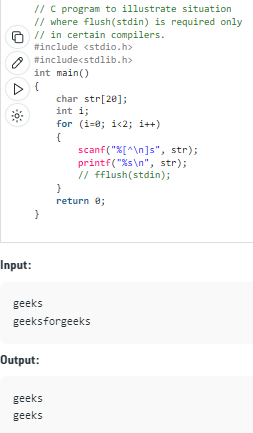 // C program to illustrate situation
// where flush(stdin) is required only
// in certain compilers.
#include <stdio.h>
#include<stdlib.h>
int main()
{
    char str[20];
    int i;
    for (i=0; i<2; i++)
    {
        scanf("%[^\n]s", str);
        printf("%s\n", str);
        // fflush(stdin);
    }
    return 0;
}
Input:
geeks
geeksforgeeks
Output:
geeks
geeks